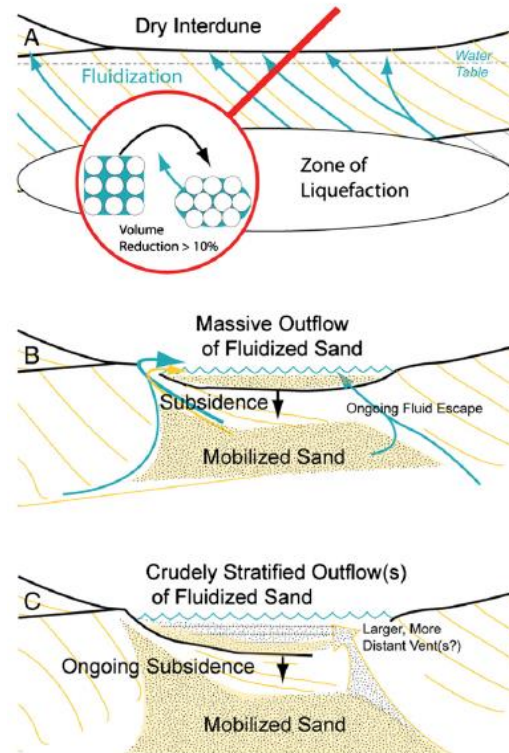 A
Dry Interdune
Fluidization
Water
Table
Zone of
Liquefaction
Volume
Reduction > 10%
B
Massive Outflow
of Fluidized Sand
Subsidence
Ongoing Fluid Escape
Mobilized Sand
C
Crudely Stratified Outflow(s)
of Fluidized Sand
Larger, More
Distant Vent(s?)
Ongoing Subsidence
Mobilized Sand